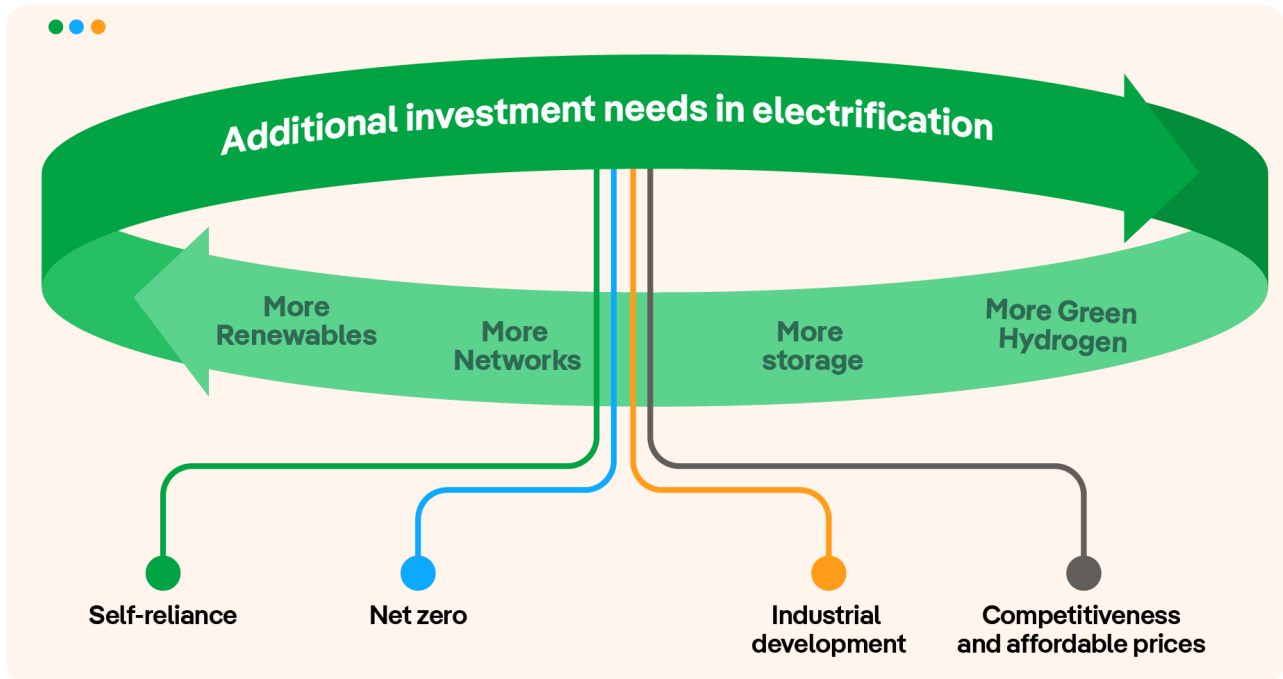 Additional investment needs in electrification
More
Renewables
More
Networks
More
storage
More Green
Hydrogen
Self-reliance
Net zero
Industrial
development
Competitiveness
and affordable prices